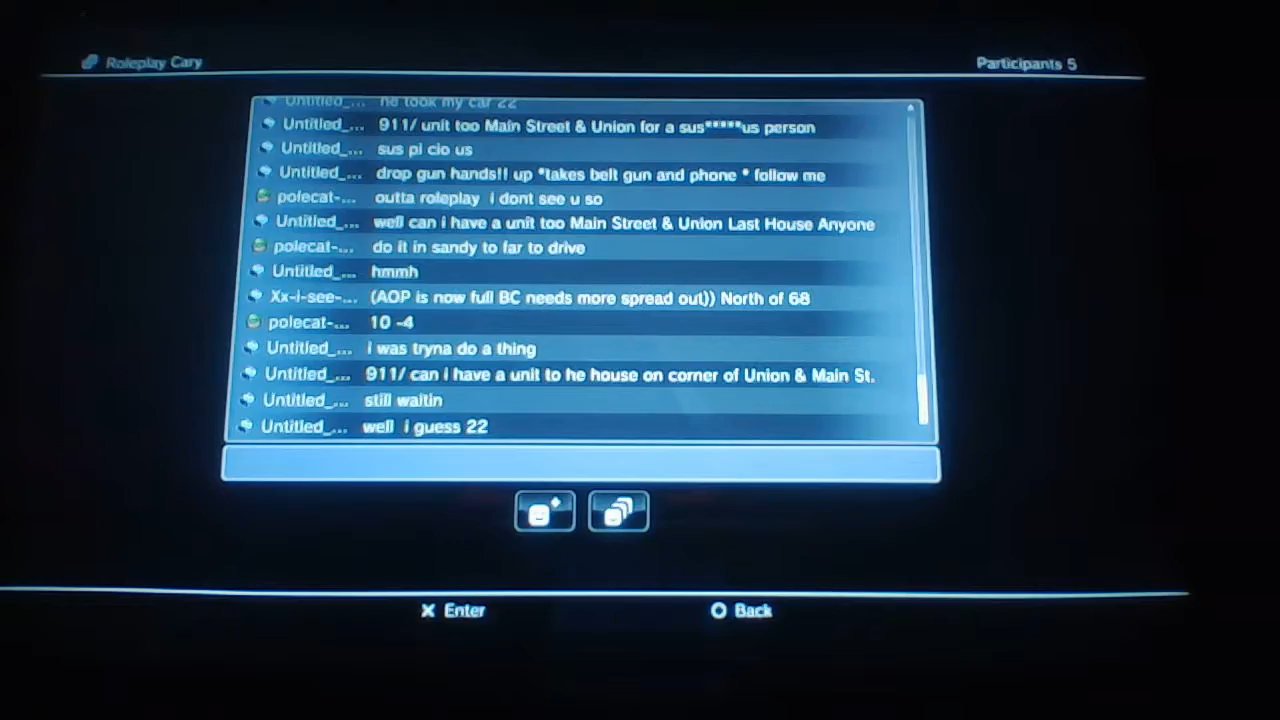 Roleplay Cary
Participants 5
Untitled_... he took my car 22
Untitled_... 911/ unit too Main Street & Union for a sus*****us person
Untitled_... sus pi cio us
Untitled_... drop gun hands!! up *takes belt gun and phone * follow me
polecat-... outta roleplay i dont see u so
Untitled_... well can i have a unit too Main Street & Union Last House Anyone
polecat-... do it in sandy to far to drive
Untitled_... hmmh
Xx-i-see-... (AOP is now full BC needs more spread out)) North of 68
polecat-... 10 -4
Untitled_... i was tryna do a thing
Untitled_... 911/ can i have a unit to he house on corner of Union & Main St.
Untitled_... still waitin
Untitled_... well i guess 22
X Enter
O Back